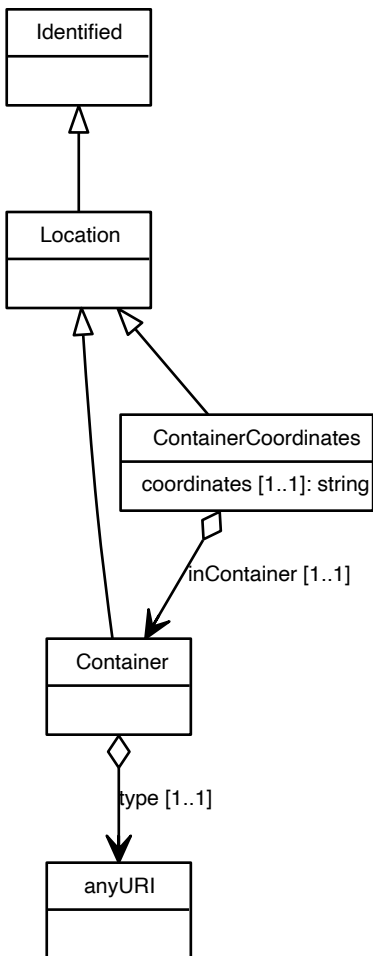 Identified
Location
ContainerCoordinates
coordinates [1..1]: string
inContainer [1..1]
Container
type [1..1]
anyURI